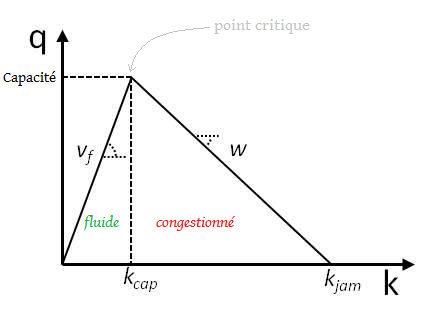 point critique
q
Capacité
v_f
w
fluide
congestionné
k_cap
k_jam
k